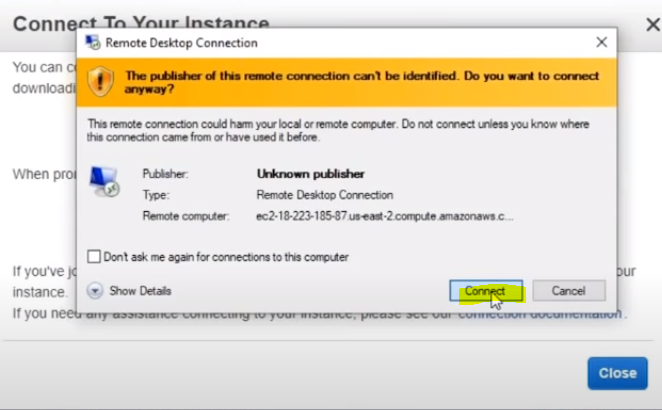 Connect To Your Instance
Remote Desktop Connection
The publisher of this remote connection can't be identified. Do you want to connect
anyway?
You can
downloadi
This remote connection could harm your local or remote computer. Do not connect unless you know where
this connection came from or have used it before.
When pro
Publisher: Unknown publisher
Type: Remote Desktop Connection
Remote computer: ec2-18-223-185-87.us-east-2.compute.amazonaws.c...
Don't ask me again for connections to this computer
If you've
instance.
Show Details
Connect
Cancel
If you need any assistance connecting to your instance, please see our connection documentation.
Close